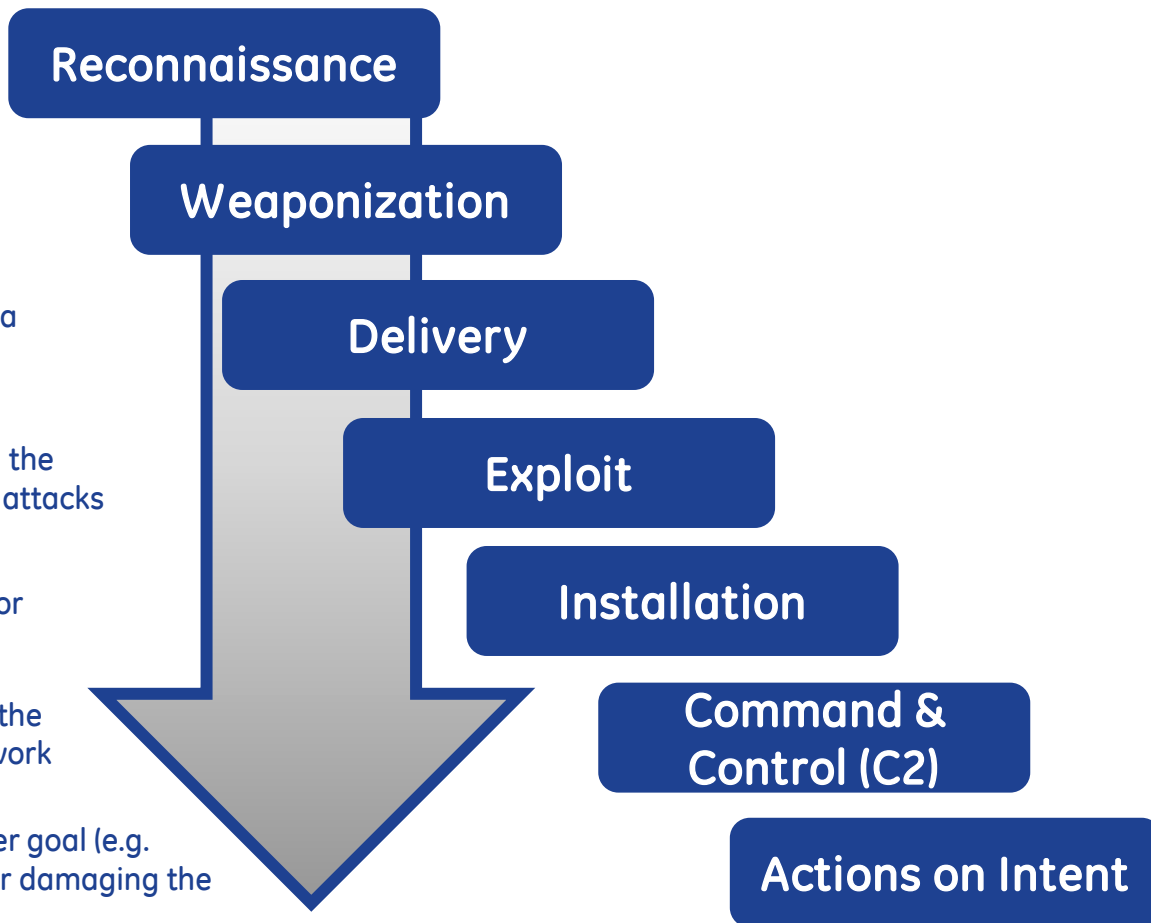 Reconnaissance
Weaponization
a
Delivery
the
attacks
Exploit
or
Installation
the
work
Command &
Control (C2)
er goal (e.g.
r damaging the
Actions on Intent